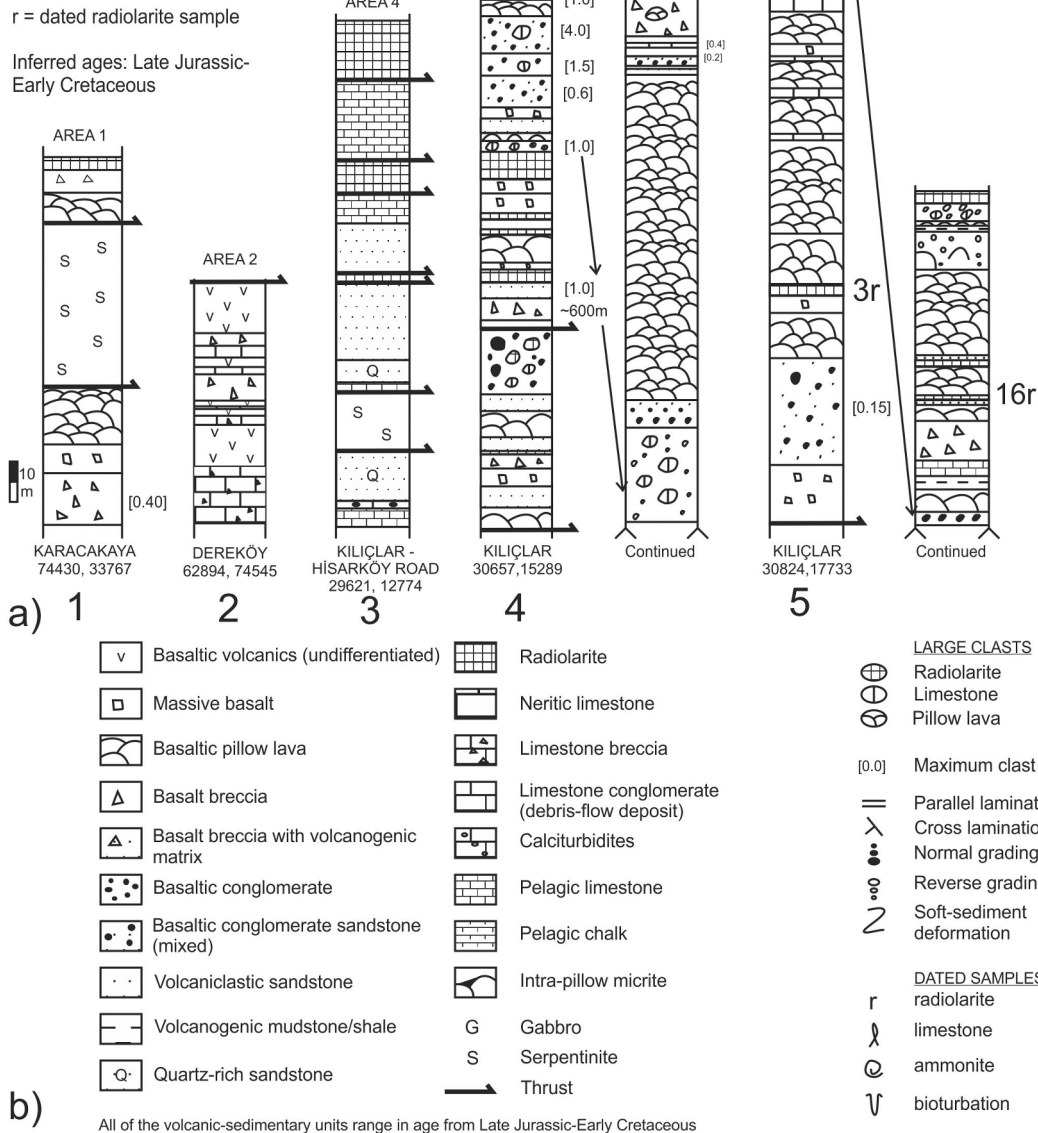 r = dated radiolarite sample
Inferred ages: Late Jurassic-
Early Cretaceous
AREA 1
S
S
S
S
S
S
10
m
[0.40]
KARACAKAYA
74430, 33767
1
AREA 2
v v
v v
v
v
v v
v v
v v
DEREKÖY
62894, 74545
2
AREA 4
Q
S
S
Q
KILIÇLAR -
HİSARKÖY ROAD
29621, 12774
3
[1.0]
[4.0]
[1.5]
[0.6]
[1.0]
[1.0]
~600m
KILIÇLAR
30657,15289
4
[0.4]
[0.2]
Continued
3r
[0.15]
KILIÇLAR
30824,17733
5
16r
Continued
a)
v Basaltic volcanics (undifferentiated)
Massive basalt
Basaltic pillow lava
Basalt breccia
Basalt breccia with volcanogenic
matrix
Basaltic conglomerate
Basaltic conglomerate sandstone
(mixed)
Volcaniclastic sandstone
Volcanogenic mudstone/shale
Q Quartz-rich sandstone
Radiolarite
Neritic limestone
Limestone breccia
Limestone conglomerate
(debris-flow deposit)
Calciturbidites
Pelagic limestone
Pelagic chalk
Intra-pillow micrite
G Gabbro
S Serpentinite
Thrust
LARGE CLASTS
Radiolarite
Limestone
Pillow lava
[0.0] Maximum clast
Parallel laminat
Cross laminatio
Normal grading
Reverse gradin
Soft-sediment
deformation
DATED SAMPLES
r radiolarite
limestone
ammonite
bioturbation
b)
All of the volcanic-sedimentary units range in age from Late Jurassic-Early Cretaceous